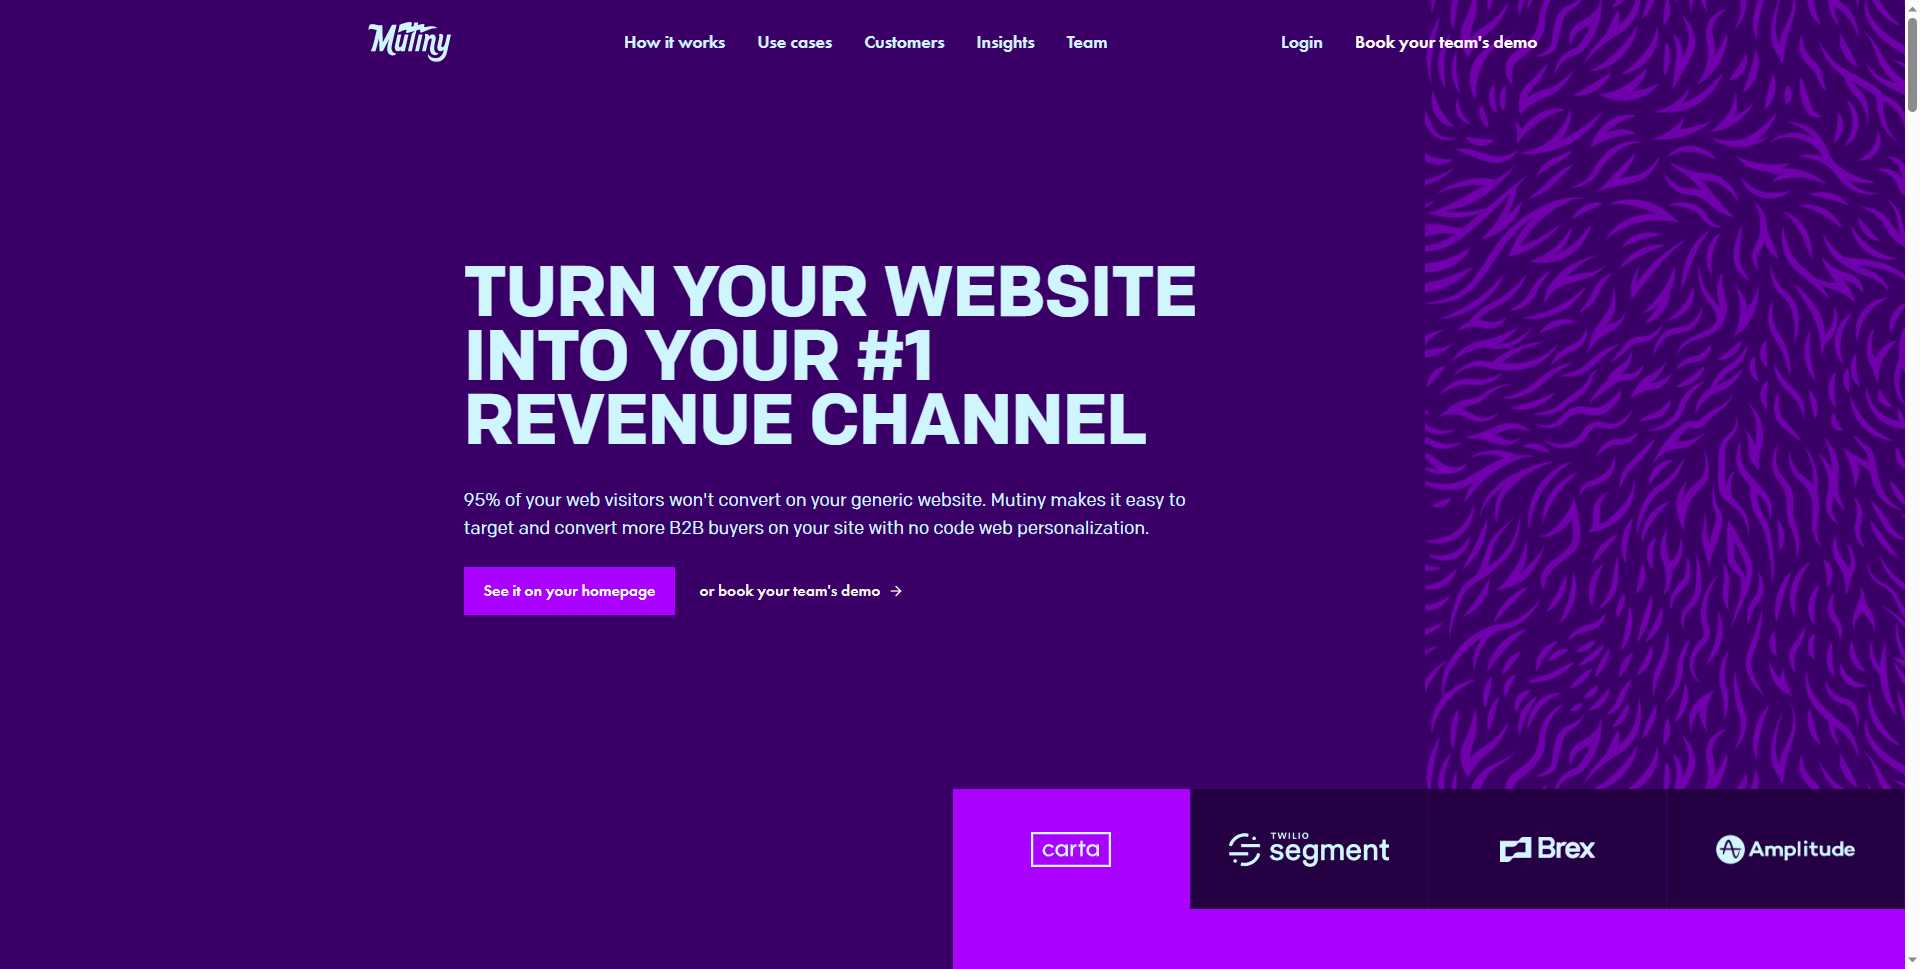 Mutiny
How it works
Use cases
Customers
Insights
Team
Login
Book your team's demo
TURN YOUR WEBSITE
INTO YOUR #1
REVENUE CHANNEL
95% of your web visitors won't convert on your generic website. Mutiny makes it easy to
target and convert more B2B buyers on your site with no code web personalization.
See it on your homepage
or book your team's demo →
carta
TWILIO
segment
Brex
Amplitude